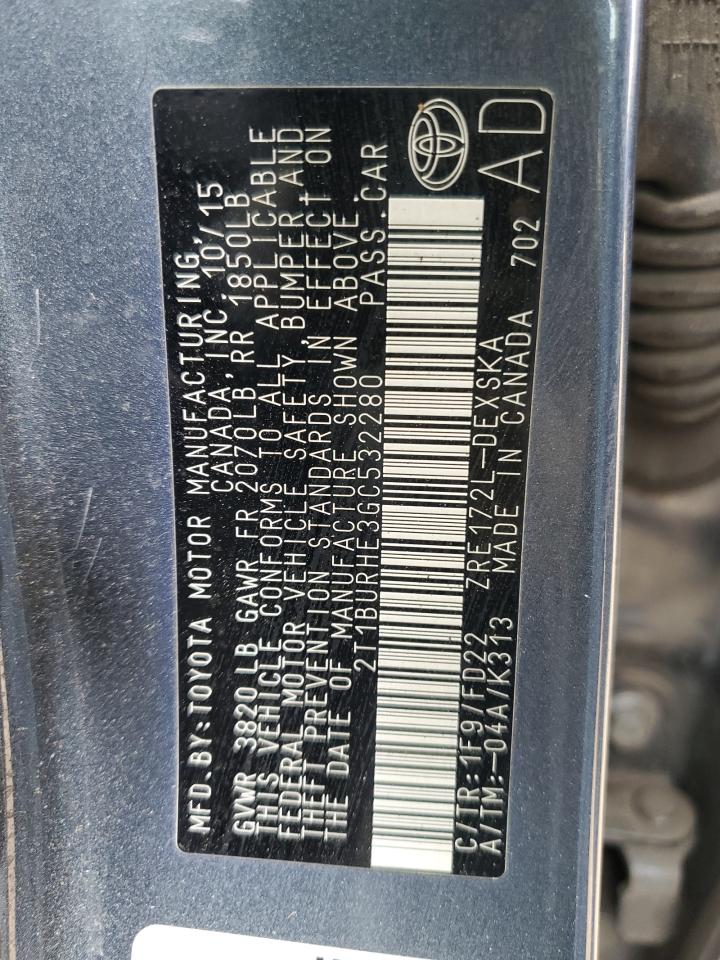 MFD.BY:TOYOTA MOTOR MANUFACTURING,
CANADA,INC. 10/15
GVWR 3820LB GAWR FR 2070LB RR 1850LB
THIS VEHICLE CONFORMS TO ALL APPLICABLE
FEDERAL MOTOR VEHICLE SAFETY, BUMPER, AND
THEFT PREVENTION STANDARDS IN EFFECT ON
THE DATE OF MANUFACTURE SHOWN ABOVE.
2T1BURHE3GC532280 PASS.CAR
C/TR:1F9/FD22 ZRE172L-DEXSKA
A/TM:-04A/K313 MADE IN CANADA 702
AD